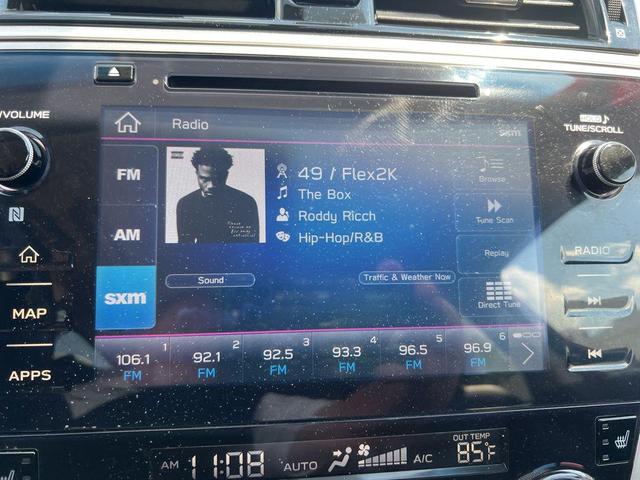 /VOLUME
HOLD
TUNE/SCROLL
Radio
sxm
FM
AM
sxm
49 / Flex2K
The Box
Roddy Ricch
Hip-Hop/R&B
Browse
Tune Scan
Replay
Direct Tune
Sound
Traffic & Weather Now
1 2 3 4 5 6
106.1 92.1 92.5 93.3 96.5 96.9
FM FM FM FM FM FM
MAP
APPS
RADIO
AM 11:08 AUTO A/C OUT TEMP 85°F